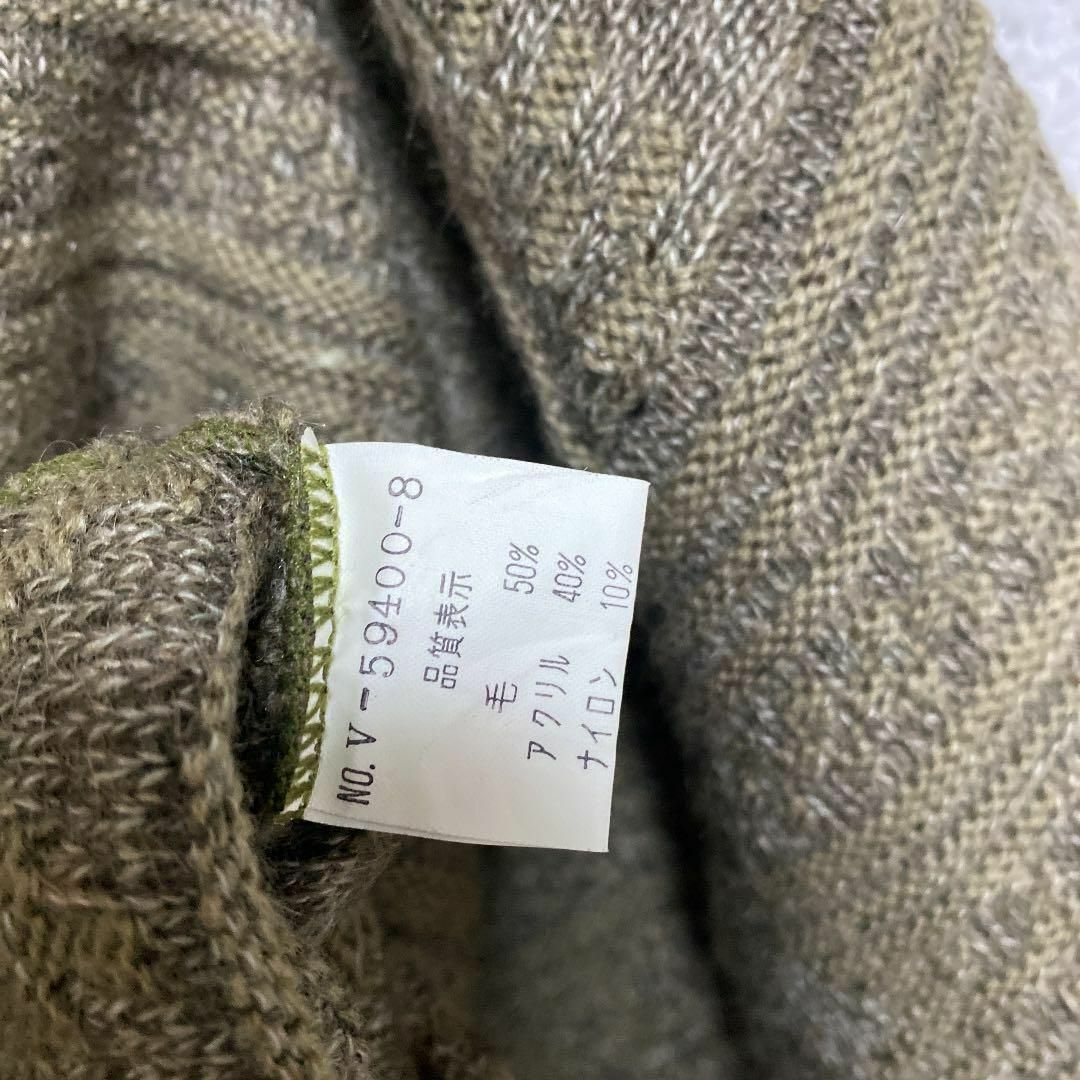 NO. V-59400-8
品質表示
毛 50%
アクリル 40%
ナイロン 10%